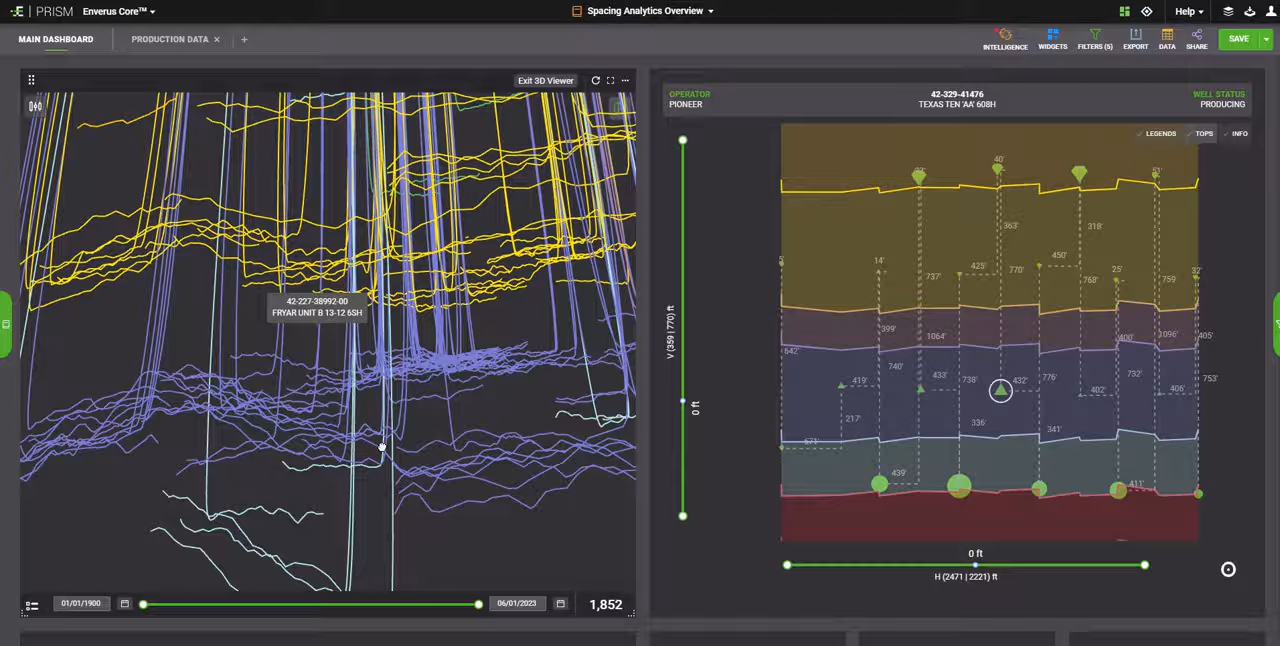 PRISM Enverus Core™ Spacing Analytics Overview Help
MAIN DASHBOARD PRODUCTION DATA × +
INTELLIGENCE WIDGETS FILTERS (5) EXPORT DATA SHARE SAVE
Exit 3D Viewer
42-227-38992-00
FRYAR UNIT B 13-12 6SH
01/01/1900 06/01/2023 1,852
OPERATOR 42-329-41476 WELL STATUS
PIONEER TEXAS TEN 'AA' 608H PRODUCING
LEGENDS TOPS INFO
40'
363' 318'
14' 425' 770' 450' 25' 32'
737' 768' 759
399' 1064' 400' 1096' 405'
642'
740' 419' 433' 738' 432' 776' 402' 732' 406' 753'
217' 336' 341'
671'
439' 411'
V (359 | 770) ft
0 ft
0 ft
H (2471 | 2221) ft